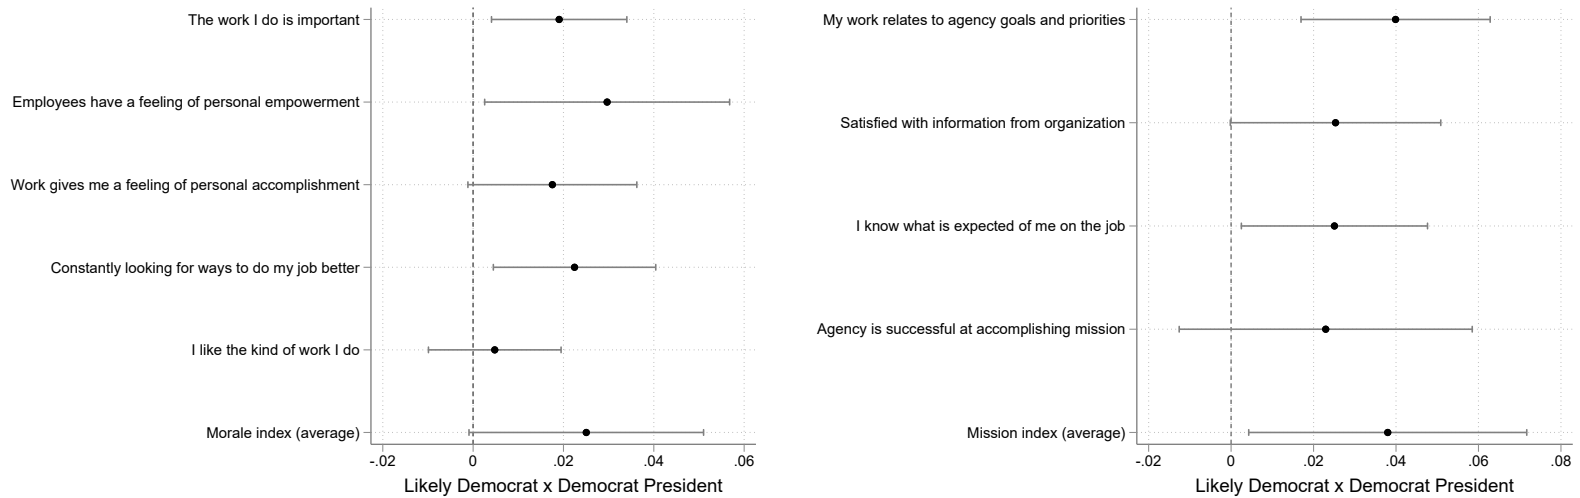 The work I do is important
Employees have a feeling of personal empowerment
Work gives me a feeling of personal accomplishment
Constantly looking for ways to do my job better
I like the kind of work I do
Morale index (average)
-.02 0 .02 .04 .06
Likely Democrat x Democrat President
My work relates to agency goals and priorities
Satisfied with information from organization
I know what is expected of me on the job
Agency is successful at accomplishing mission
Mission index (average)
-.02 0 .02 .04 .06 .08
Likely Democrat x Democrat President